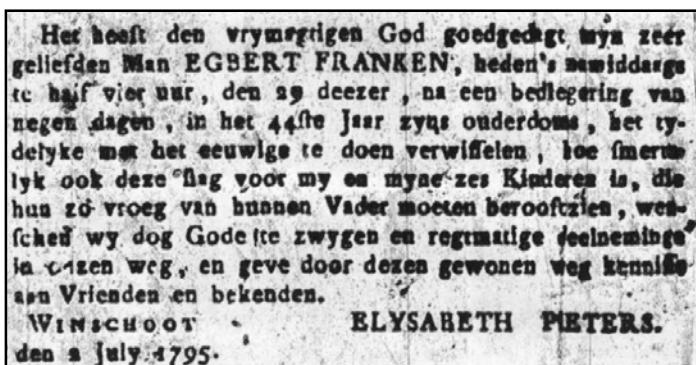 Het heeft den vrymagtigen God goedgedagt myn zeer
geliefden Man EGBERT FRANKEN, heden's namiddags
te half vier uur, den 29 deezer, na een bedlegering van
negen dagen, in het 44ste Jaar zyns ouderdoms, het ty-
delyke met het eeuwige te doen verwisselen, hoe smerte
lyk ook deze slag voor my en myne zes Kinderen is, die
hun zo vroeg van hunnen Vader moeten berooft zien, wen-
schen wy dog Gode te zwygen en regtmatige deelneminge
in weg, en geve door dezen gewonen weg kennisse
aan Vrienden en bekenden.
WINSCHOOT ELYSABETH PIETERS.
den 2 July 1795.